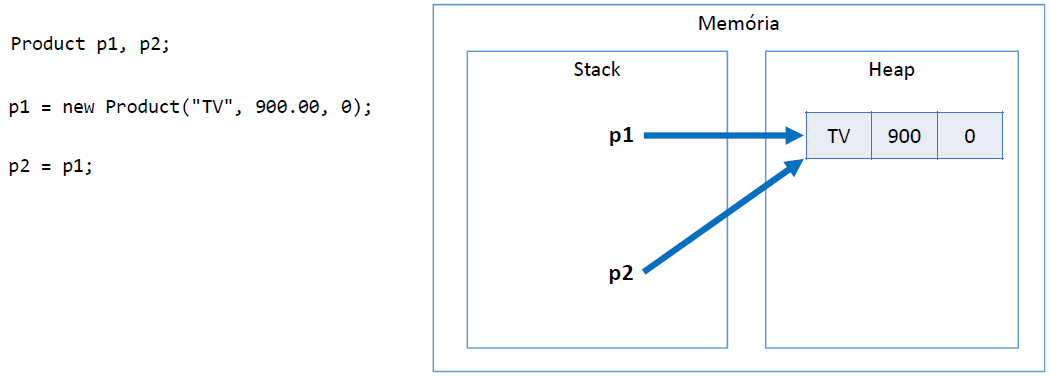 Product p1, p2;
p1 = new Product("TV", 900.00, 0);
p2 = p1;
Memória
Stack
Heap
p1
TV 900 0
p2